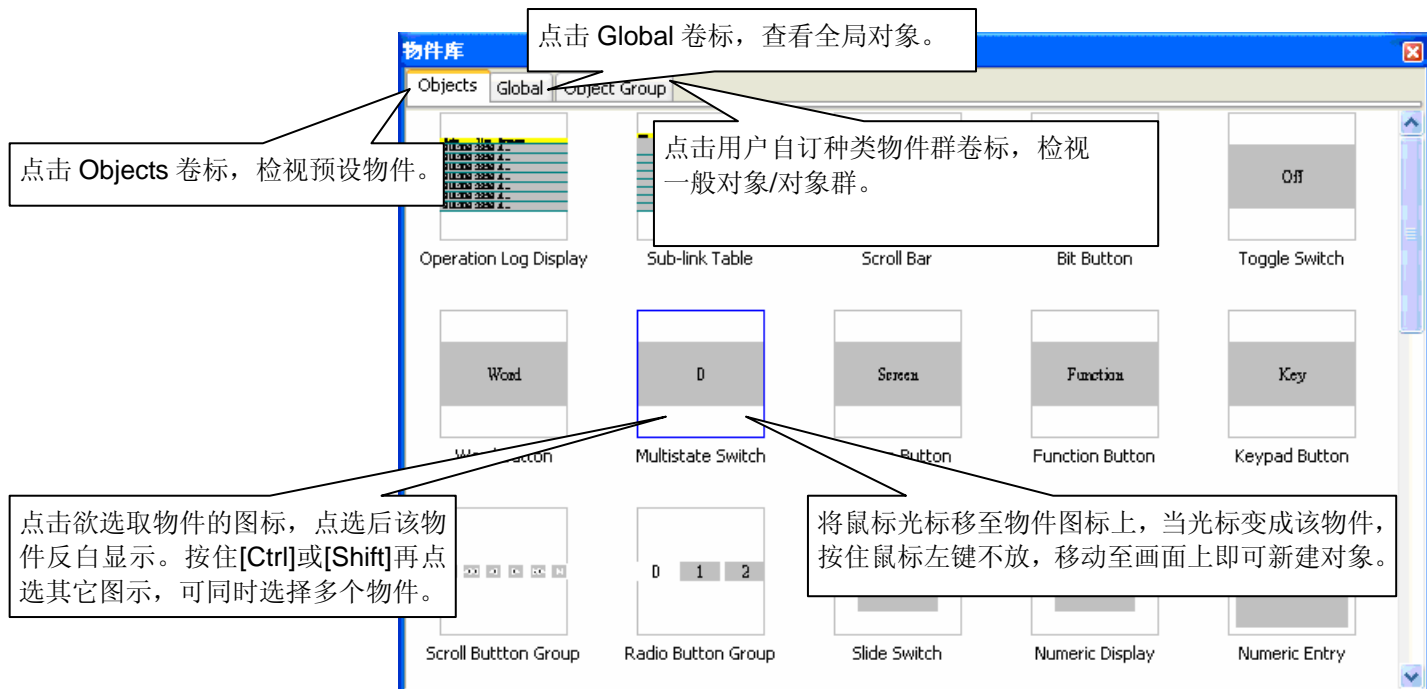 点击 Global 卷标，查看全局对象。
物件库
Objects Global Object Group
点击 Objects 卷标，检视预设物件。
点击用户自订种类物件群卷标，检视
一般对象/对象群。
Off
Operation Log Display Sub-link Table Scroll Bar Bit Button Toggle Switch
Word D Screen Function Key
Multistate Switch Button Function Button Keypad Button
点击欲选取物件的图标，点选后该物
件反白显示。按住[Ctrl]或[Shift]再点
选其它图示，可同时选择多个物件。
将鼠标光标移至物件图标上，当光标变成该物件，
按住鼠标左键不放，移动至画面上即可新建对象。
D 1 2
Scroll Buttton Group Radio Button Group Slide Switch Numeric Display Numeric Entry